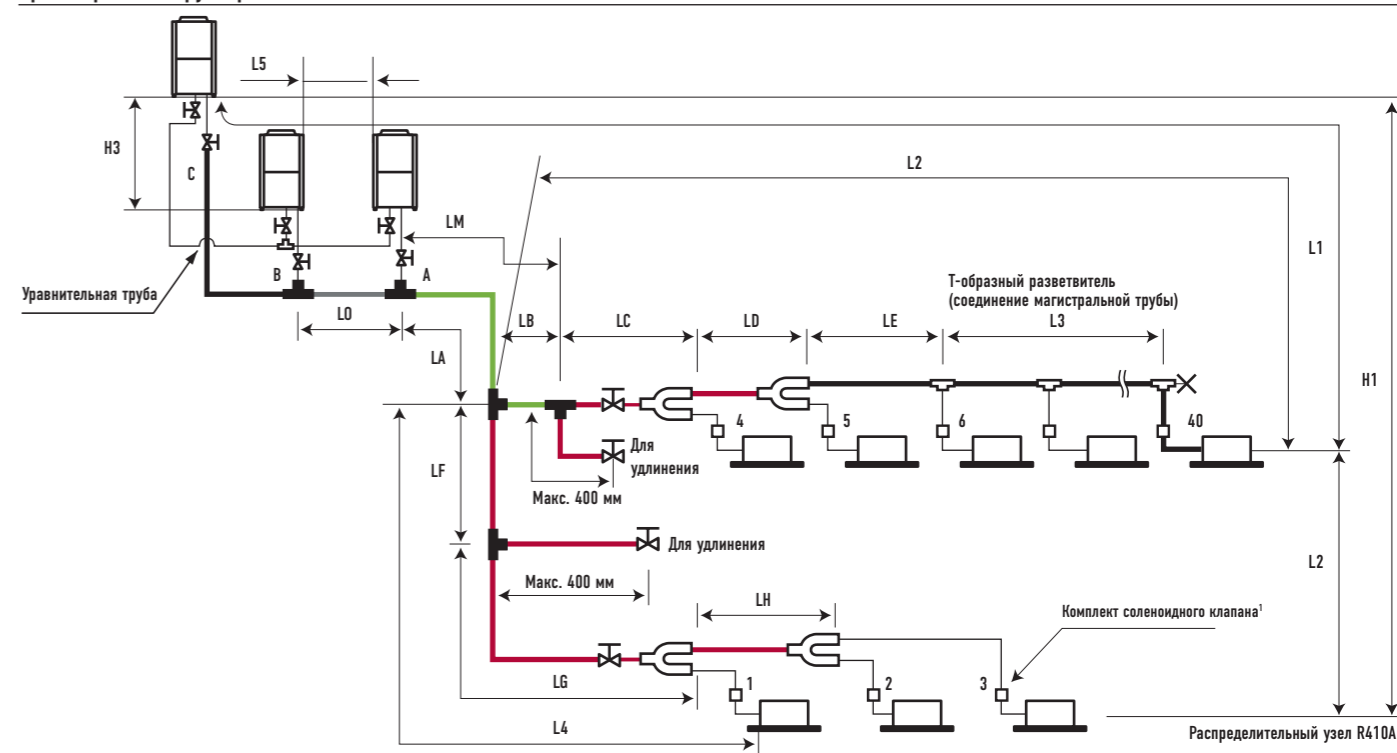 L5
H3
C
L2
LM
L1
B
A
Уравнительная труба
Т-образный разветвитель
(соединение магистральной трубы)
LO
LB
LC
LD
LE
L3
LA
H1
4
5
6
40
Для
удлинения
LF
Макс. 400 мм
Для удлинения
L2
Макс. 400 мм
LH
Комплект соленоидного клапана¹
LG
1
2
3
L4
Распределительный узел R410A